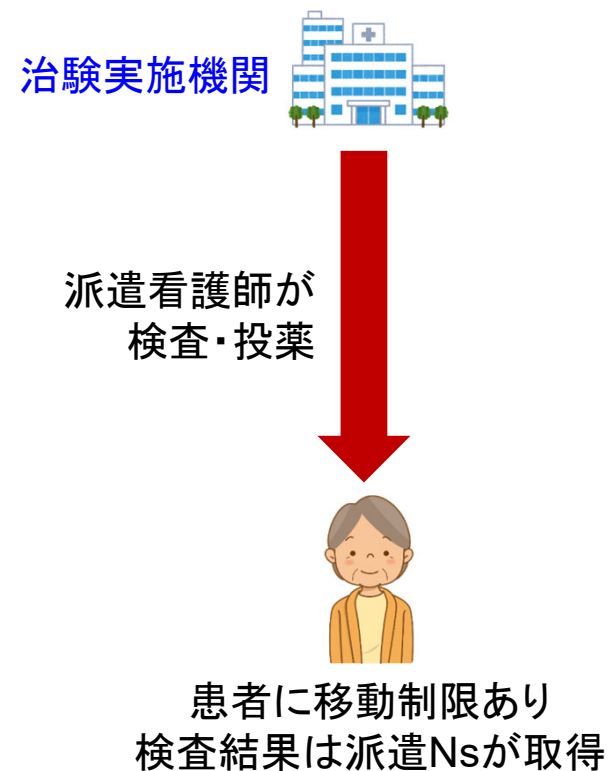 治験実施機関
派遣看護師が
検査・投薬
患者に移動制限あり
検査結果は派遣Nsが取得